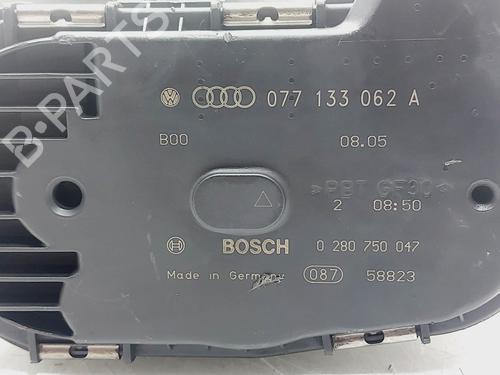 B-PARTS
077 133 062 A
B00 08.05
>PBT GF30<
2 08:50
BOSCH 0 280 750 047
Made in Germany 087 58823